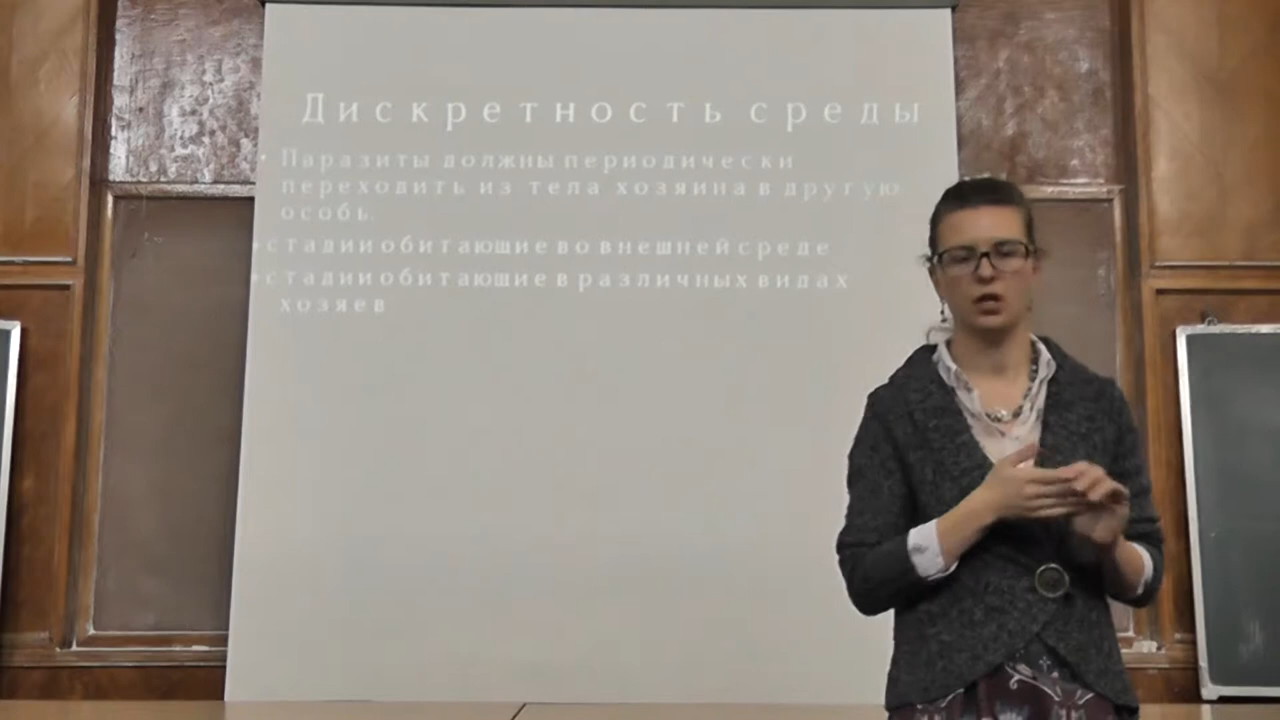 Дискретность среды
• Паразиты должны периодически
переходить из тела хозяина в другую
особь.
•стадии обитающие во внешней среде
•стадии обитающие в различных видах
хозяев